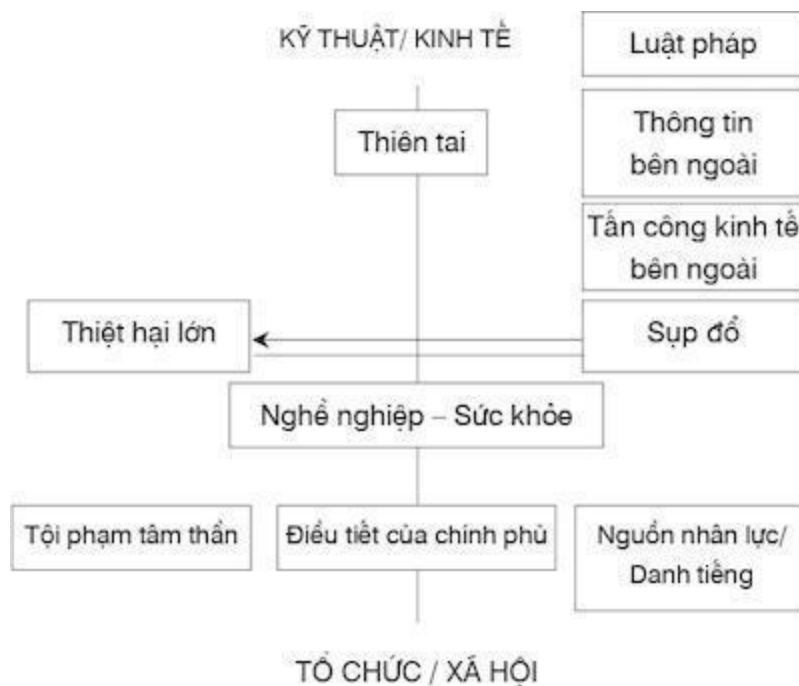 KỸ THUẬT/ KINH TẾ
Luật pháp
Thiên tai
Thông tin
bên ngoài
Tấn công kinh tế
bên ngoài
Thiệt hại lớn
Sụp đổ
Nghề nghiệp – Sức khỏe
Tội phạm tâm thần
Điều tiết của chính phủ
Nguồn nhân lực/
Danh tiếng
TỔ CHỨC / XÃ HỘI